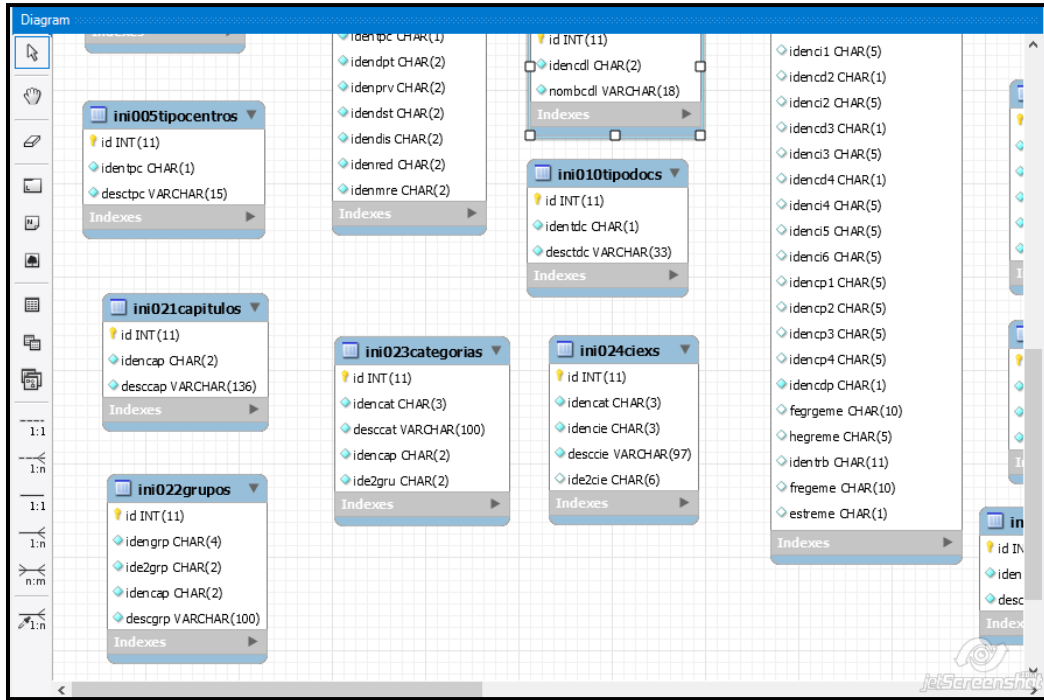 Diagram
idendpt CHAR(2)
idenprv CHAR(2)
idendst CHAR(2)
idendis CHAR(2)
idenred CHAR(2)
idenmre CHAR(2)
Indexes
id INT(11)
idencdl CHAR(2)
nombcdl VARCHAR(18)
Indexes
idenci1 CHAR(5)
idencd2 CHAR(1)
idenci2 CHAR(5)
idencd3 CHAR(1)
idenci3 CHAR(5)
idencd4 CHAR(1)
idenci4 CHAR(5)
idenci5 CHAR(5)
idenci6 CHAR(5)
idencp1 CHAR(5)
idencp2 CHAR(5)
idencp3 CHAR(5)
idencp4 CHAR(5)
idencdp CHAR(1)
fegrgeme CHAR(10)
hegreme CHAR(5)
identrb CHAR(11)
fregeme CHAR(10)
estreme CHAR(1)
Indexes
ini005tipocentros
id INT(11)
identpc CHAR(1)
desctpc VARCHAR(15)
Indexes
ini010tipodocs
id INT(11)
identdc CHAR(1)
desctdc VARCHAR(33)
Indexes
ini021capitulos
id INT(11)
idencap CHAR(2)
desccap VARCHAR(136)
Indexes
ini023categorias
id INT(11)
idencat CHAR(3)
desccat VARCHAR(100)
idencap CHAR(2)
ide2gru CHAR(2)
Indexes
ini024ciexs
id INT(11)
idencat CHAR(3)
idencie CHAR(3)
desccie VARCHAR(97)
ide2cie CHAR(6)
Indexes
ini022grupos
id INT(11)
idengrp CHAR(4)
ide2grp CHAR(2)
idencap CHAR(2)
descgrp VARCHAR(100)
Indexes
1:1
1:n
1:1
1:n
n:m
1:n
in
id IN
iden
desc
Index
jetScreenshot